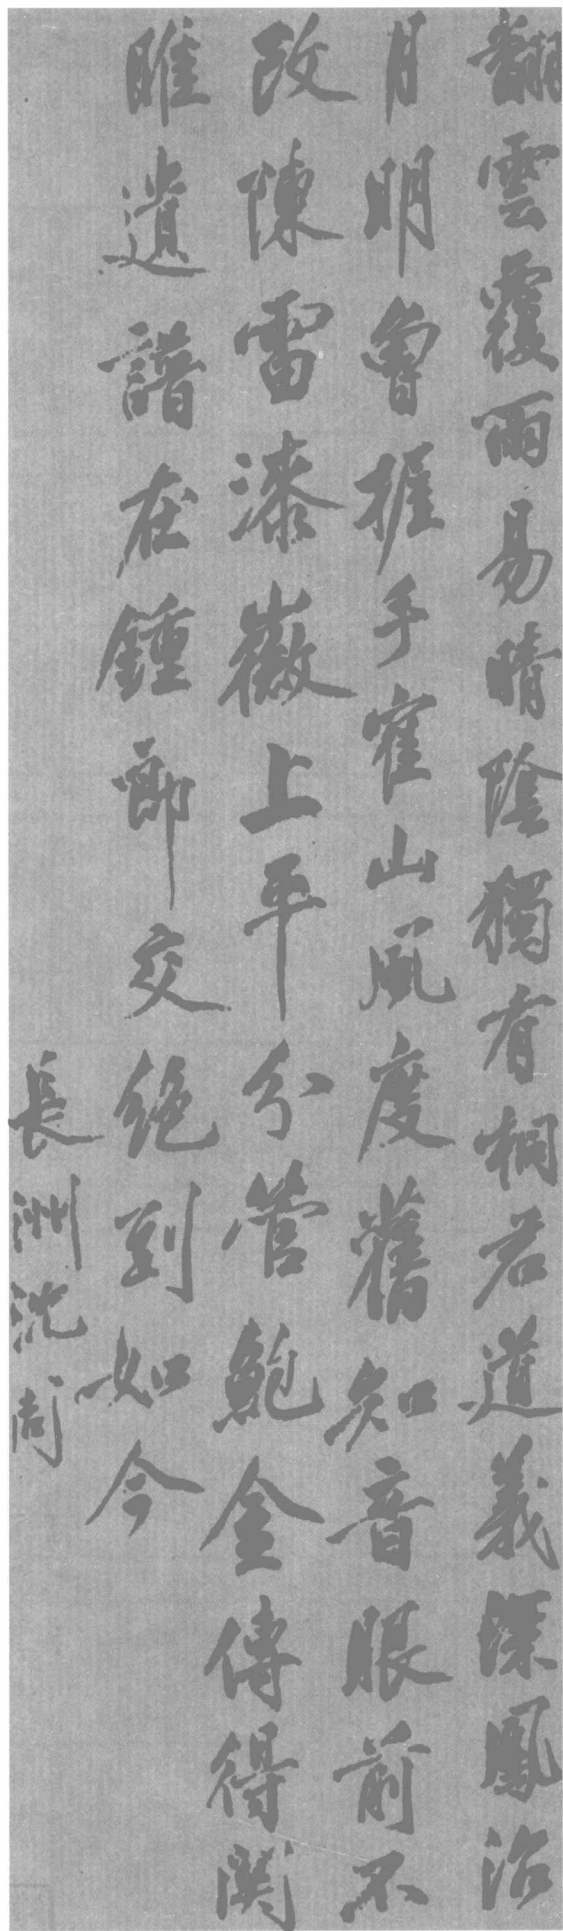 翻雲覆雨易晴陰獨有桐君道義深鳳沼
月明曾握手霍山風度舊知音眼前不
改陳雷漆徽上平分管鮑金傳得關
雎遺譜在鍾郎交絕到如今
長洲沈周